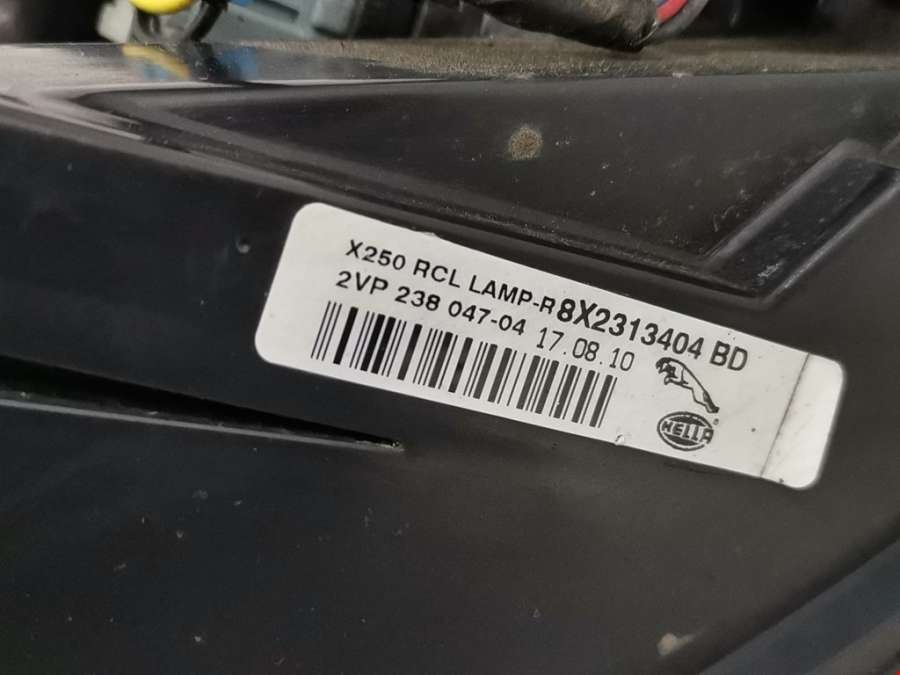 X250 RCL LAMP-R 8X2313404 BD
2VP 238 047-04 17.08.10
HELLA